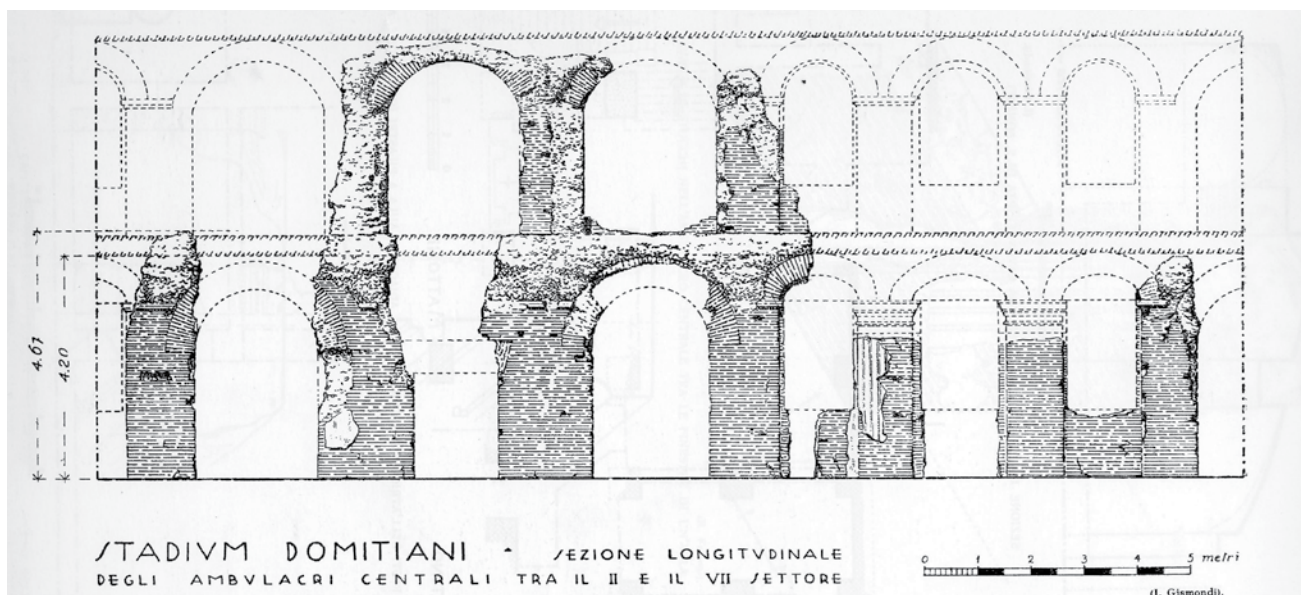 4.67
4.20
STADIVM DOMITIANI - SEZIONE LONGITVDINALE
DEGLI AMBVLACRI CENTRALI TRA IL II E IL VII SETTORE
0 1 2 3 4 5 metri
(I. Gismondi).